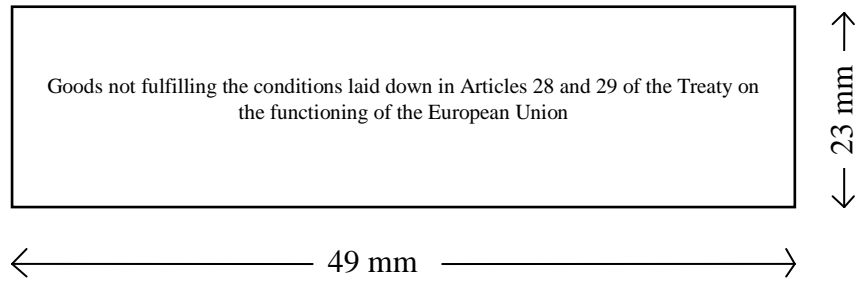 Goods not fulfilling the conditions laid down in Articles 28 and 29 of the Treaty on
the functioning of the European Union
23 mm
49 mm